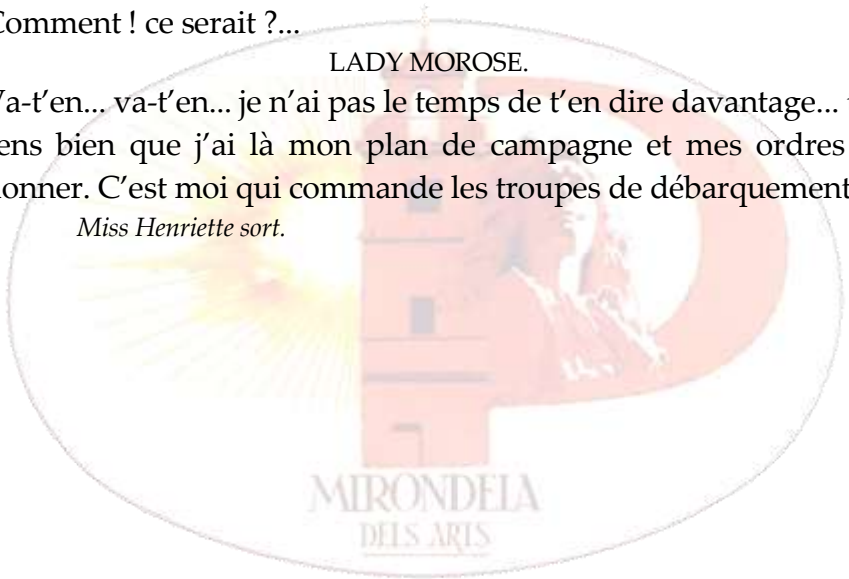 Comment ! ce serait ?...
LADY MOROSE.
Va-t'en... va-t'en... je n'ai pas le temps de t'en dire davantage...
bien que j'ai là mon plan de campagne et mes ordres
donner. C'est moi qui commande les troupes de débarquement
Miss Henriette sort.
MIRONDELA
DELS ARTS